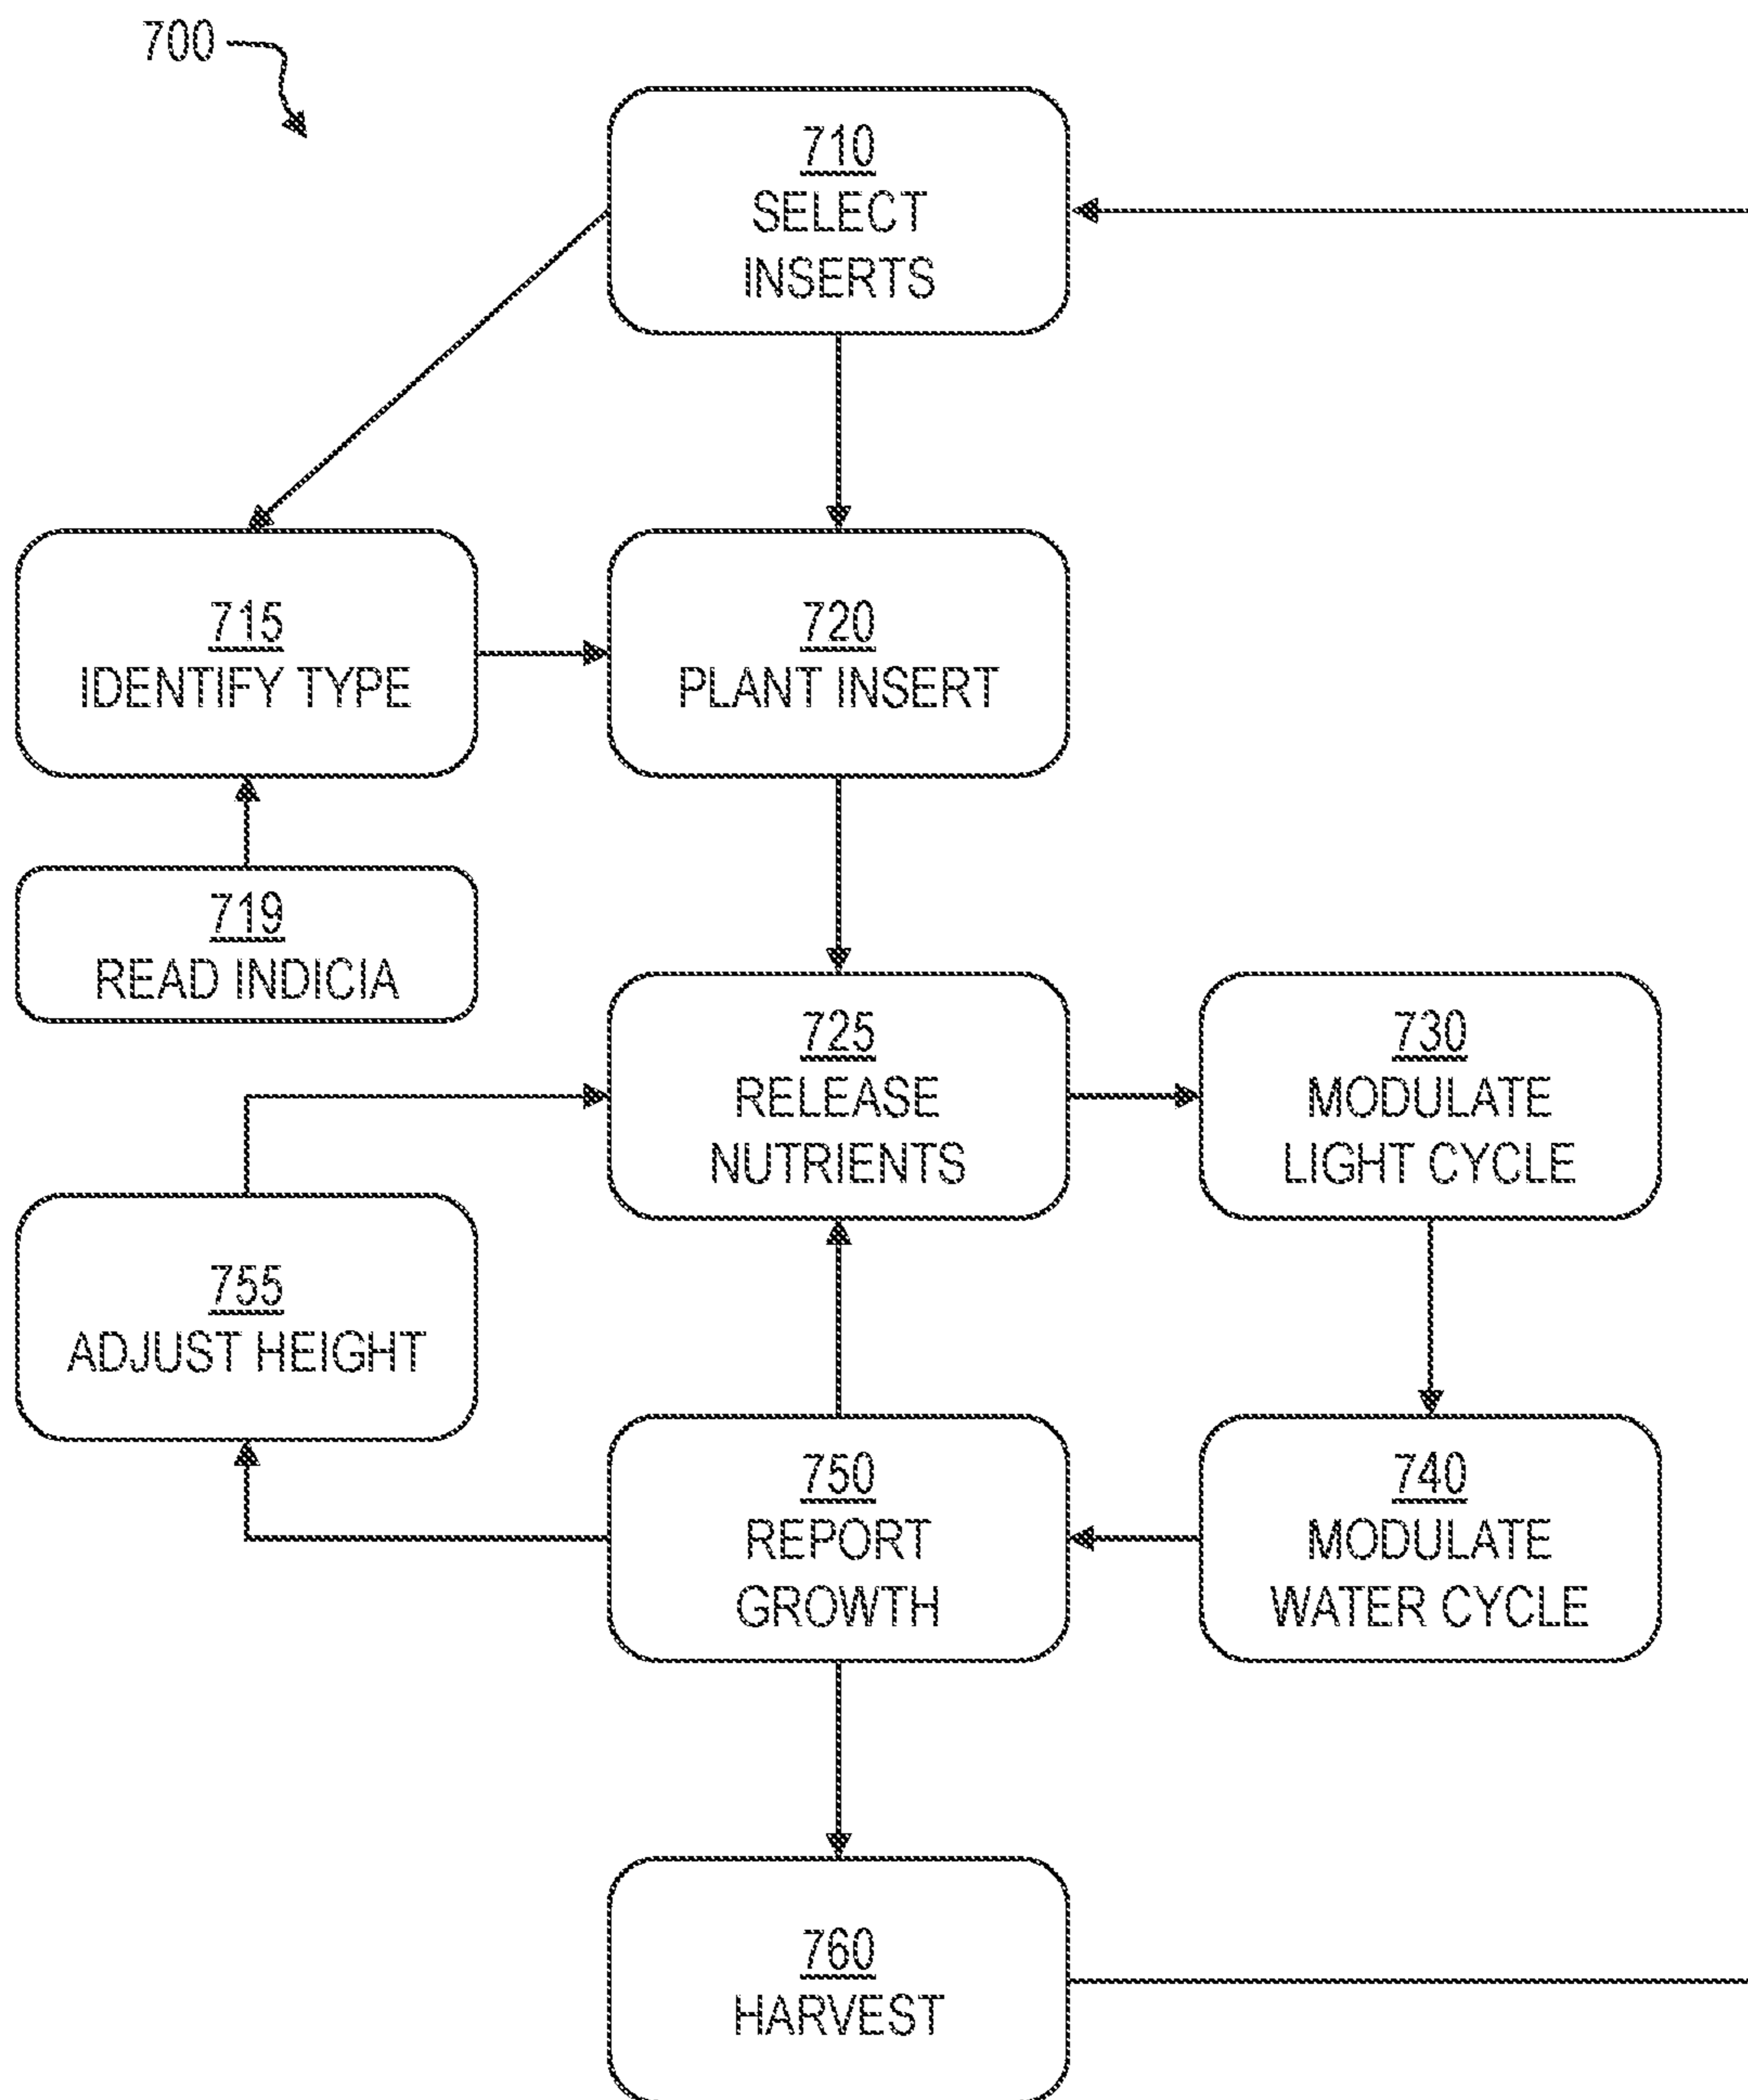 700
710
SELECT
INSERTS
715
IDENTIFY TYPE
720
PLANT INSERT
719
READ INDICIA
725
RELEASE
NUTRIENTS
730
MODULATE
LIGHT CYCLE
755
ADJUST HEIGHT
750
REPORT
GROWTH
740
MODULATE
WATER CYCLE
760
HARVEST